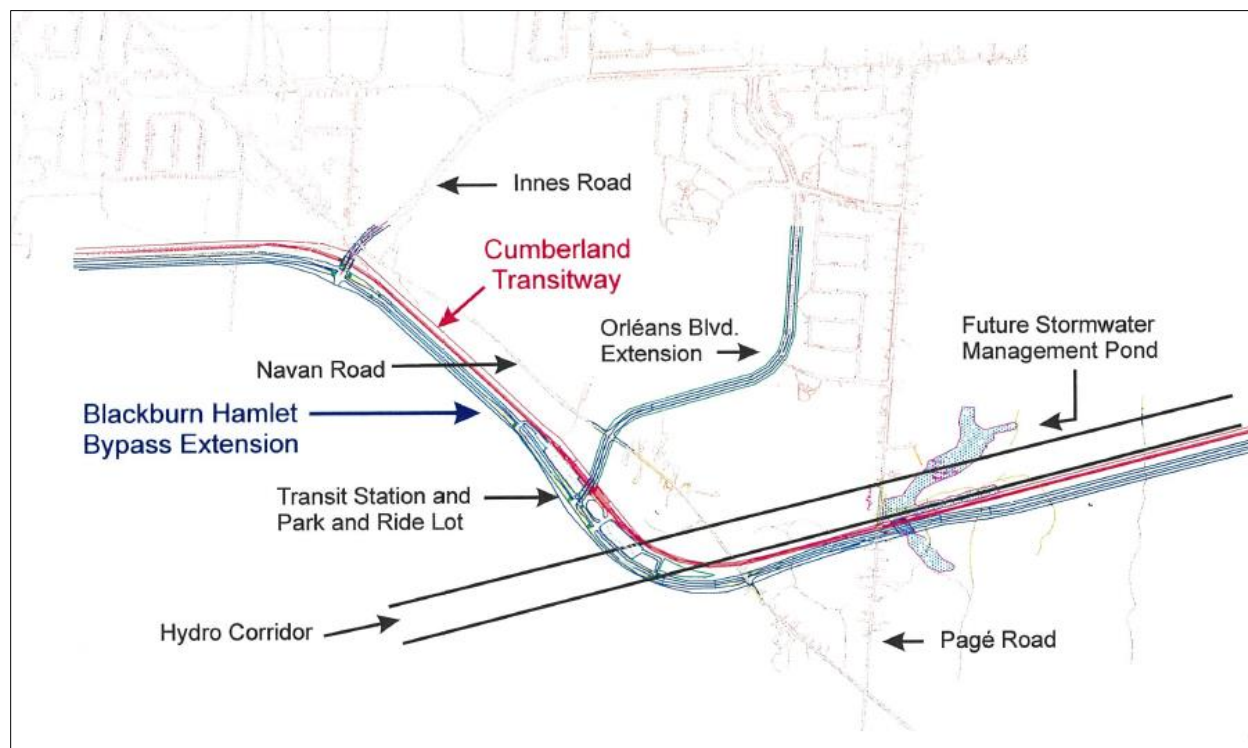 Innes Road
Cumberland
Transitway
Orléans Blvd.
Extension
Future Stormwater
Management Pond
Navan Road
Blackburn Hamlet
Bypass Extension
Transit Station and
Park and Ride Lot
Hydro Corridor
Pagé Road